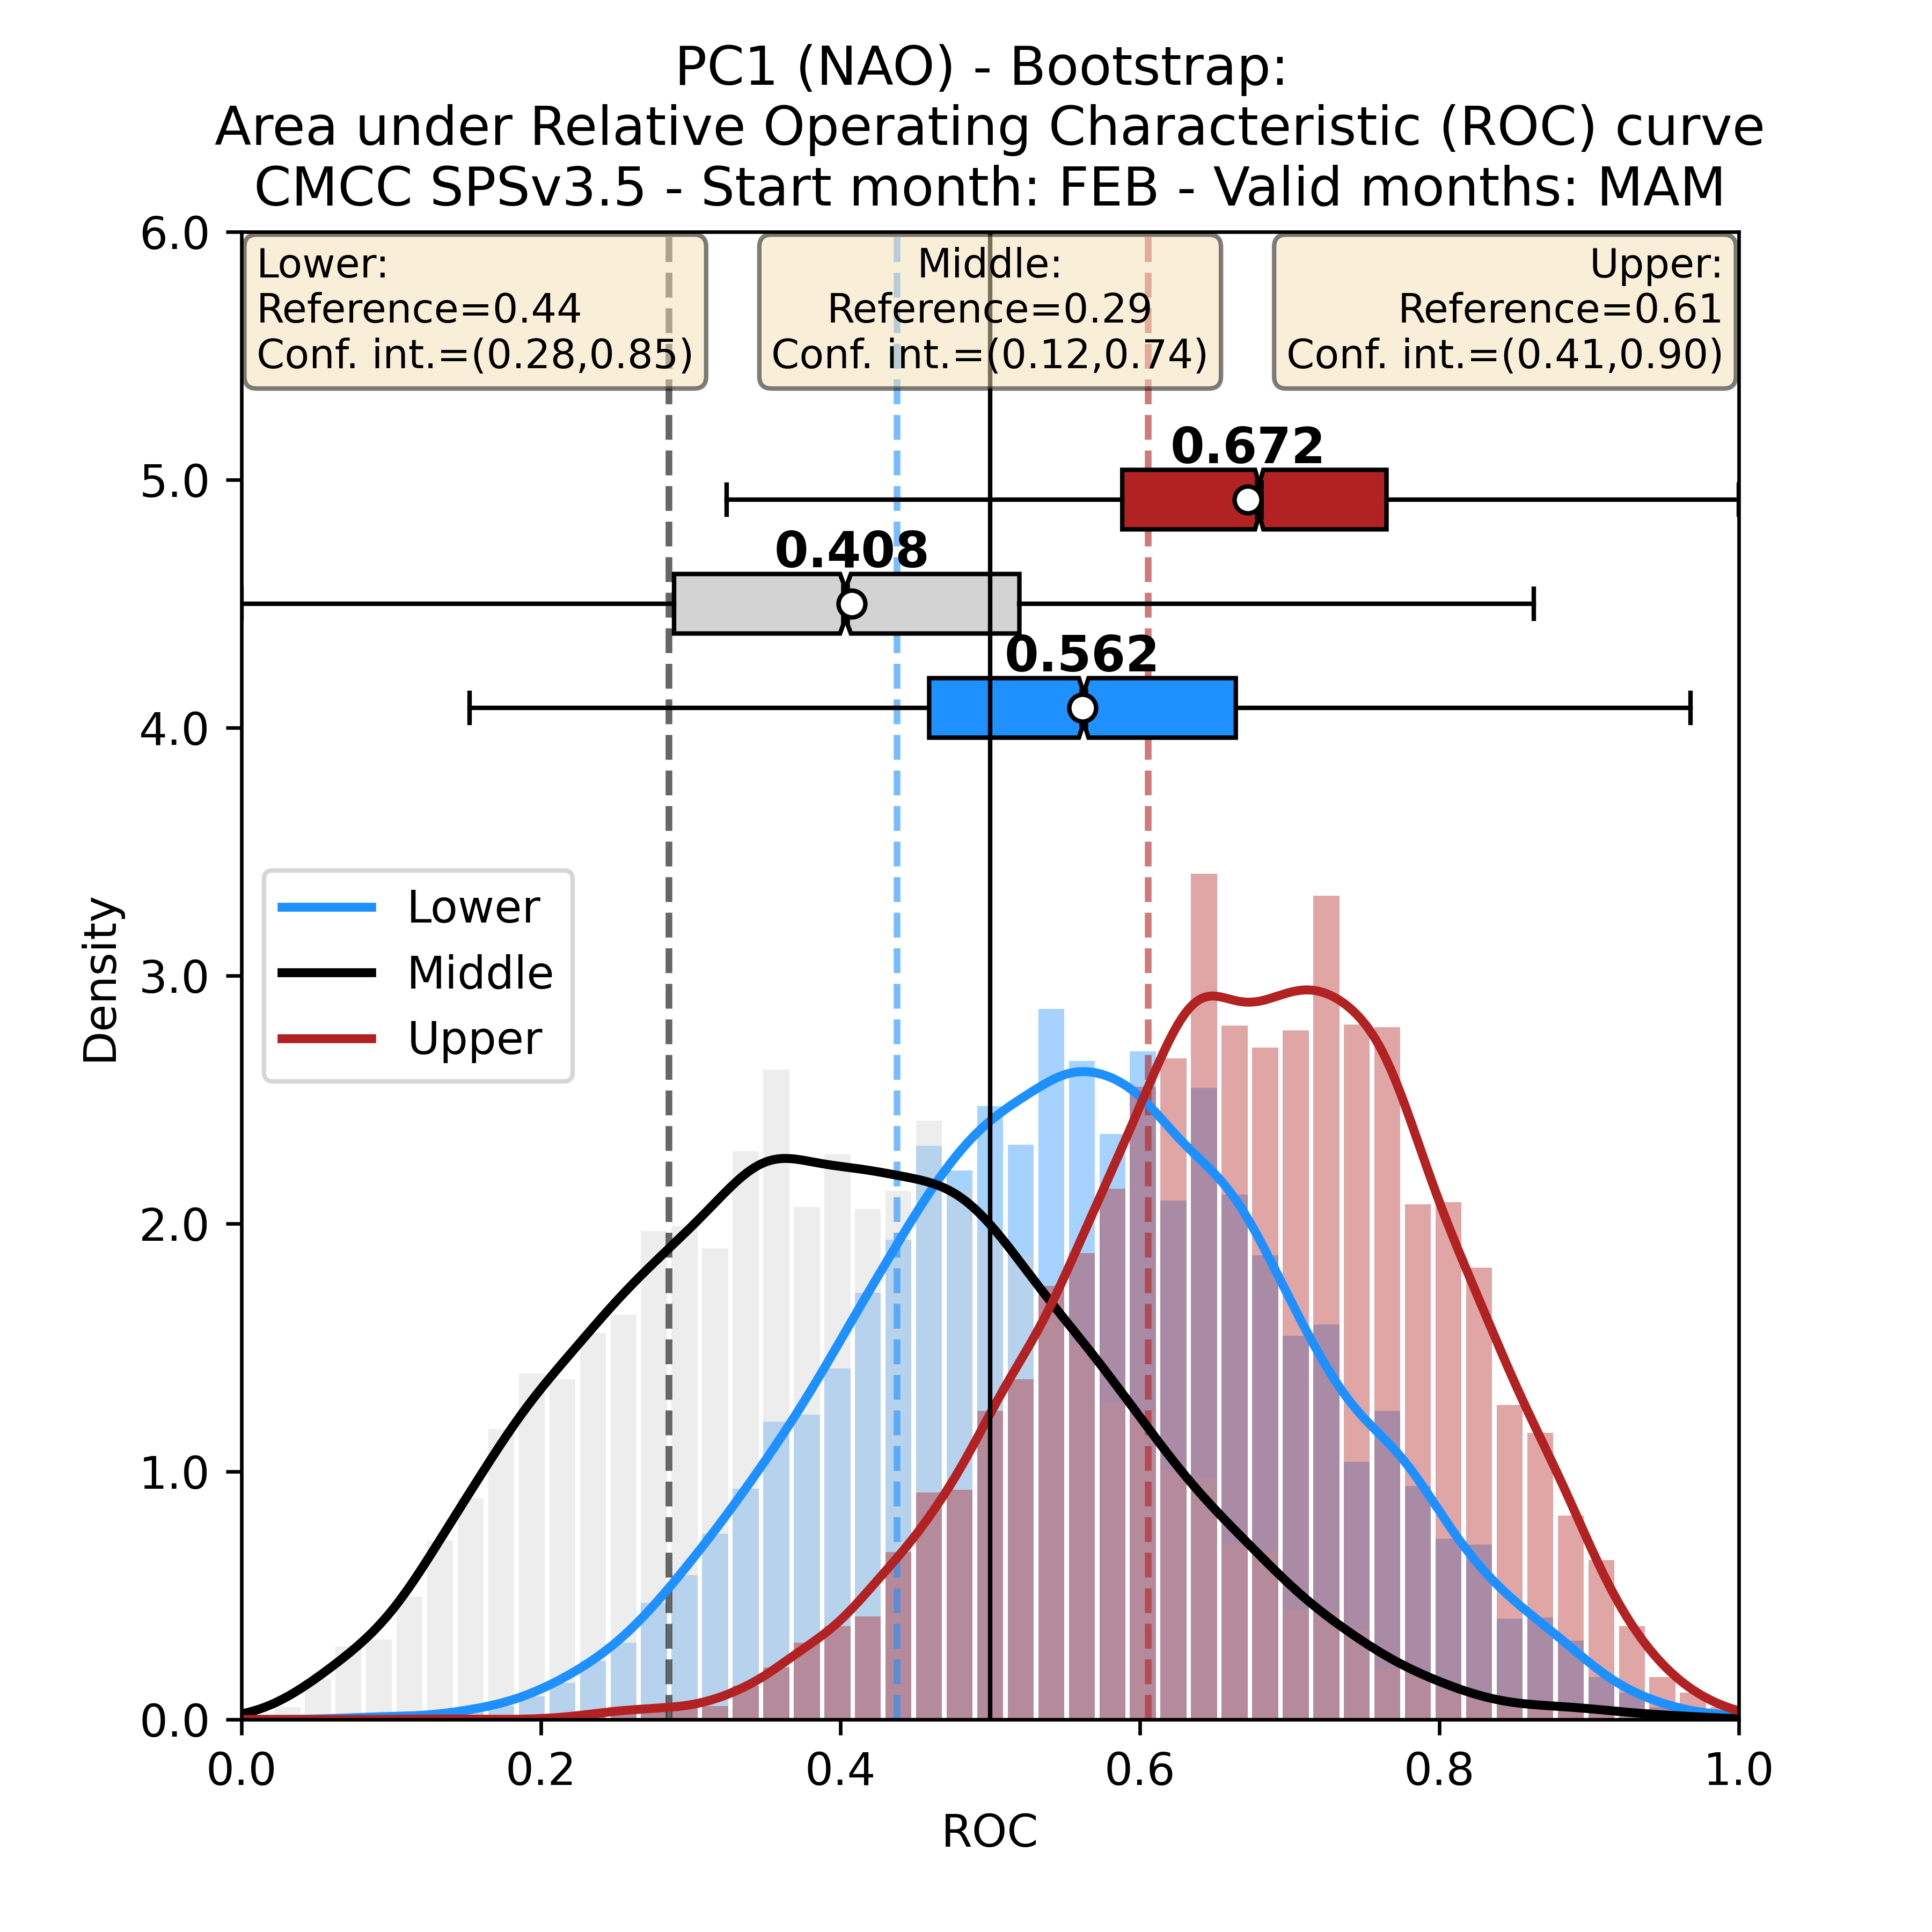 PC1 (NAO) - Bootstrap:
Area under Relative Operating Characteristic (ROC) curve
CMCC SPSv3.5 - Start month: FEB - Valid months: MAM
Lower:
Reference=0.44
Conf. int.=(0.28,0.85)
Middle:
Reference=0.29
Conf. int.=(0.12,0.74)
Upper:
Reference=0.61
Conf. int.=(0.41,0.90)
0.672
0.408
0.562
Lower
Middle
Upper
Density
6.0
5.0
4.0
3.0
2.0
1.0
0.0
0.0 0.2 0.4 0.6 0.8 1.0
ROC